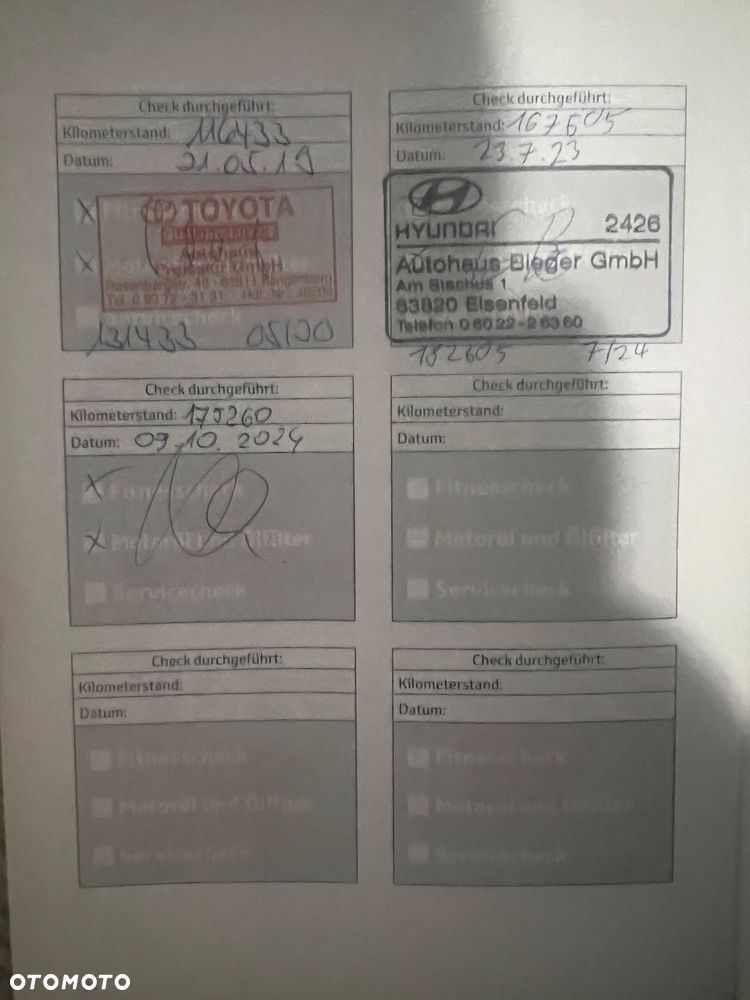 Check durchgeführt:
Kilometerstand: 116433
Datum: 21.05.19
TOYOTA
GmbH
131433 05/20
Check durchgeführt:
Kilometerstand: 167605
Datum: 23.7.23
HYUNDAI 2426
Autohaus Bieder GmbH
Am 1
63820 Elsenfeld
Telefon 0 60 22 - 2 63 60
182605 7/24
Check durchgeführt:
Kilometerstand: 175260
Datum: 09.10.2024
Fitnesscheck
Motoröl und Ölfilter
Servicecheck
Check durchgeführt:
Kilometerstand:
Datum:
Fitnesscheck
Motoröl und Ölfilter
Servicecheck
Check durchgeführt:
Kilometerstand:
Datum:
Fitnesscheck
Motoröl und Ölfilter
Servicecheck
Check durchgeführt:
Kilometerstand:
Datum:
Fitnesscheck
Motoröl und Ölfilter
Servicecheck
OTOMOTO